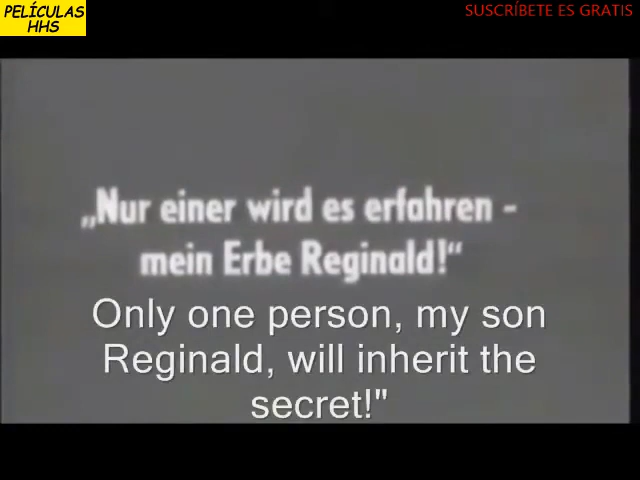 PELÍCULAS
HHS
SUSCRÍBETE ES GRATIS
„Nur einer wird es erfahren -
mein Erbe Reginald!“
Only one person, my son
Reginald, will inherit the
secret!"